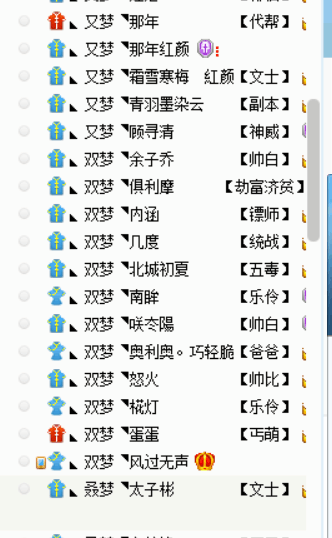 又梦 ◥那年 【代帮】
又梦 ◥那年红颜
又梦 ◥霜雪寒梅 红颜【文士】
又梦 ◥青羽墨染云 【副本】
又梦 ◥顾寻清 【神威】
双梦 ◥余子乔 【帅白】
双梦 ◥俱利摩 【劫富济贫】
双梦 ◥内涵 【镖师】
双梦 ◥几度 【统战】
双梦 ◥北城初夏 【五毒】
双梦 ◥南眸 【乐伶】
双梦 ◥咲冭陽 【帅白】
双梦 ◥奥利奥。巧轻脆【爸爸】
双梦 ◥怒火 【帅比】
双梦 ◥椛灯 【乐伶】
双梦 ◥蛋蛋 【丐萌】
双梦 ◥风过无声
叒梦 ◥太子彬 【文士】